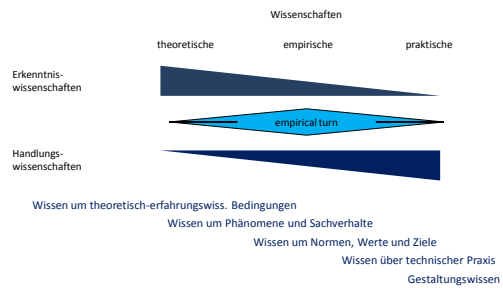 Wissenschaften
theoretische empirische praktische
Erkenntnis-
wissenschaften
empirical turn
Handlungs-
wissenschaften
Wissen um theoretisch-erfahrungswiss. Bedingungen
Wissen um Phänomene und Sachverhalte
Wissen um Normen, Werte und Ziele
Wissen über technischer Praxis
Gestaltungswissen